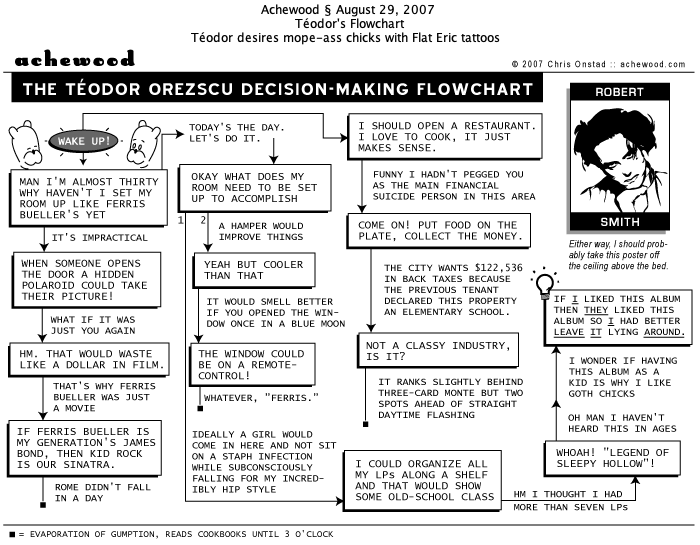 Achewood § August 29, 2007
Téodor's Flowchart
Téodor desires mope-ass chicks with Flat Eric tattoos
achewood
© 2007 Chris Onstad :: achewood.com
THE TÉODOR OREZSCU DECISION-MAKING FLOWCHART
WAKE UP!
MAN I'M ALMOST THIRTY
WHY HAVEN'T I SET MY
ROOM UP LIKE FERRIS
BUELLER'S YET
IT'S IMPRACTICAL
WHEN SOMEONE OPENS
THE DOOR A HIDDEN
POLAROID COULD TAKE
THEIR PICTURE!
WHAT IF IT WAS
JUST YOU AGAIN
HM. THAT WOULD WASTE
LIKE A DOLLAR IN FILM.
THAT'S WHY FERRIS
BUELLER WAS JUST
A MOVIE
IF FERRIS BUELLER IS
MY GENERATION'S JAMES
BOND, THEN KID ROCK
IS OUR SINATRA.
ROME DIDN'T FALL
IN A DAY
TODAY'S THE DAY.
LET'S DO IT.
OKAY WHAT DOES MY
ROOM NEED TO BE SET
UP TO ACCOMPLISH
1
2
A HAMPER WOULD
IMPROVE THINGS
YEAH BUT COOLER
THAN THAT
IT WOULD SMELL BETTER
IF YOU OPENED THE WIN-
DOW ONCE IN A BLUE MOON
THE WINDOW COULD
BE ON A REMOTE-
CONTROL!
WHATEVER, "FERRIS."
IDEALLY A GIRL WOULD
COME IN HERE AND NOT SIT
ON A STAPH INFECTION
WHILE SUBCONSCIOUSLY
FALLING FOR MY INCRED-
IBLY HIP STYLE
I COULD ORGANIZE ALL
MY LPs ALONG A SHELF
AND THAT WOULD SHOW
SOME OLD-SCHOOL CLASS
HM I THOUGHT I HAD
MORE THAN SEVEN LPs
WHOAH! "LEGEND OF
SLEEPY HOLLOW"!
OH MAN I HAVEN'T
HEARD THIS IN AGES
I WONDER IF HAVING
THIS ALBUM AS A
KID IS WHY I LIKE
GOTH CHICKS
IF I LIKED THIS ALBUM
THEN THEY LIKED THIS
ALBUM SO I HAD BETTER
LEAVE IT LYING AROUND.
I SHOULD OPEN A RESTAURANT.
I LOVE TO COOK, IT JUST
MAKES SENSE.
FUNNY I HADN'T PEGGED YOU
AS THE MAIN FINANCIAL
SUICIDE PERSON IN THIS AREA
COME ON! PUT FOOD ON THE
PLATE, COLLECT THE MONEY.
THE CITY WANTS $122,536
IN BACK TAXES BECAUSE
THE PREVIOUS TENANT
DECLARED THIS PROPERTY
AN ELEMENTARY SCHOOL.
NOT A CLASSY INDUSTRY,
IS IT?
IT RANKS SLIGHTLY BEHIND
THREE-CARD MONTE BUT TWO
SPOTS AHEAD OF STRAIGHT
DAYTIME FLASHING
ROBERT
SMITH
Either way, I should prob-
ably take this poster off
the ceiling above the bed.
= EVAPORATION OF GUMPTION, READS COOKBOOKS UNTIL 3 O'CLOCK